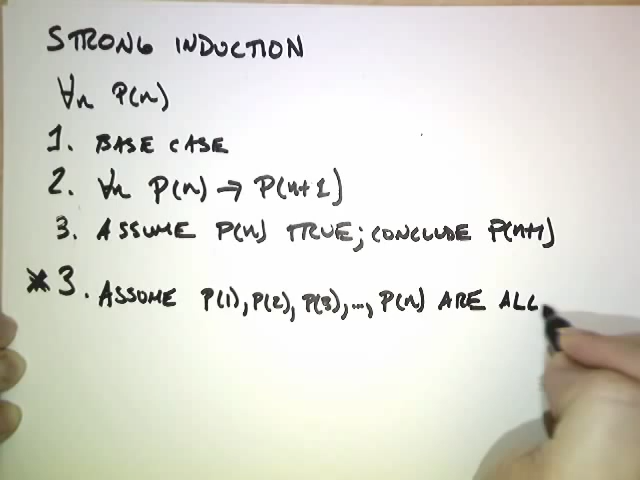 STRONG INDUCTION
∀n P(n)
1. BASE CASE
2. ∀n P(n) → P(n+1)
3. ASSUME P(n) TRUE; CONCLUDE P(n+1)
* 3. ASSUME P(1), P(2), P(3), ..., P(n) ARE ALL